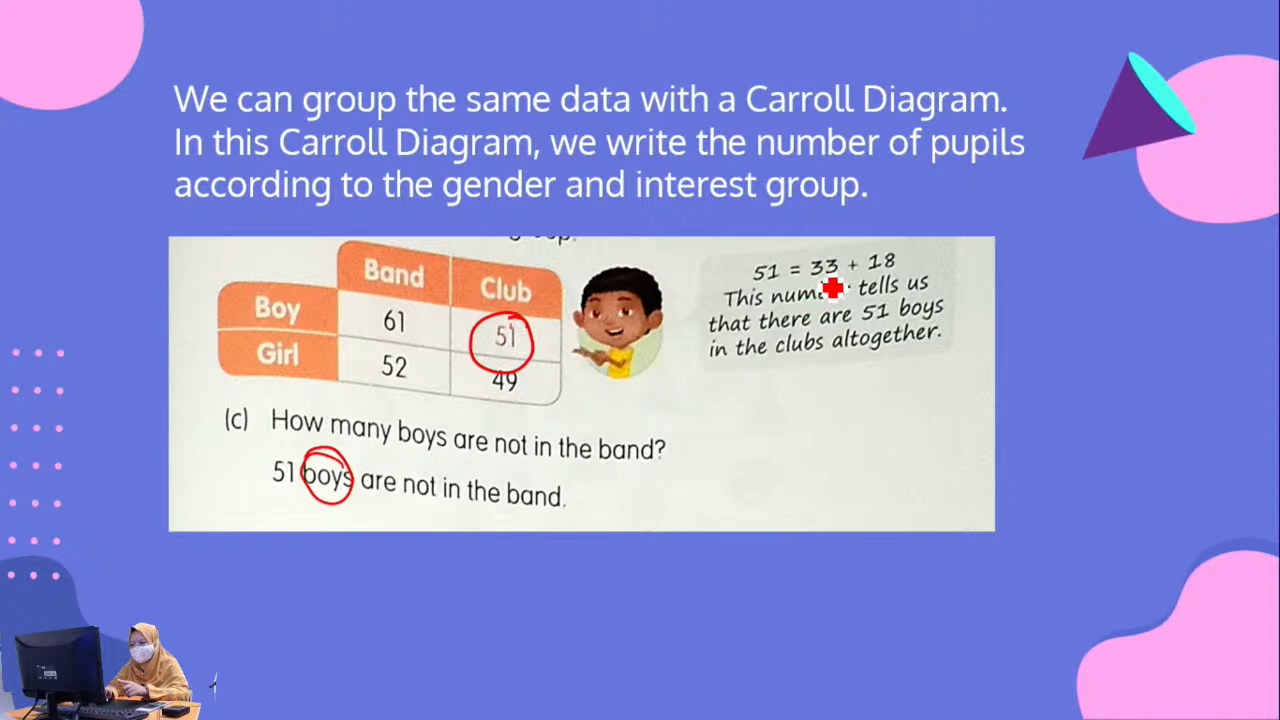 We can group the same data with a Carroll Diagram.
In this Carroll Diagram, we write the number of pupils
according to the gender and interest group.
Band Club
Boy 61 51
Girl 52 49
51 = 33 + 18
This tells us
that there are 51 boys
in the clubs altogether.
(c) How many boys are not in the band?
51 boys are not in the band.